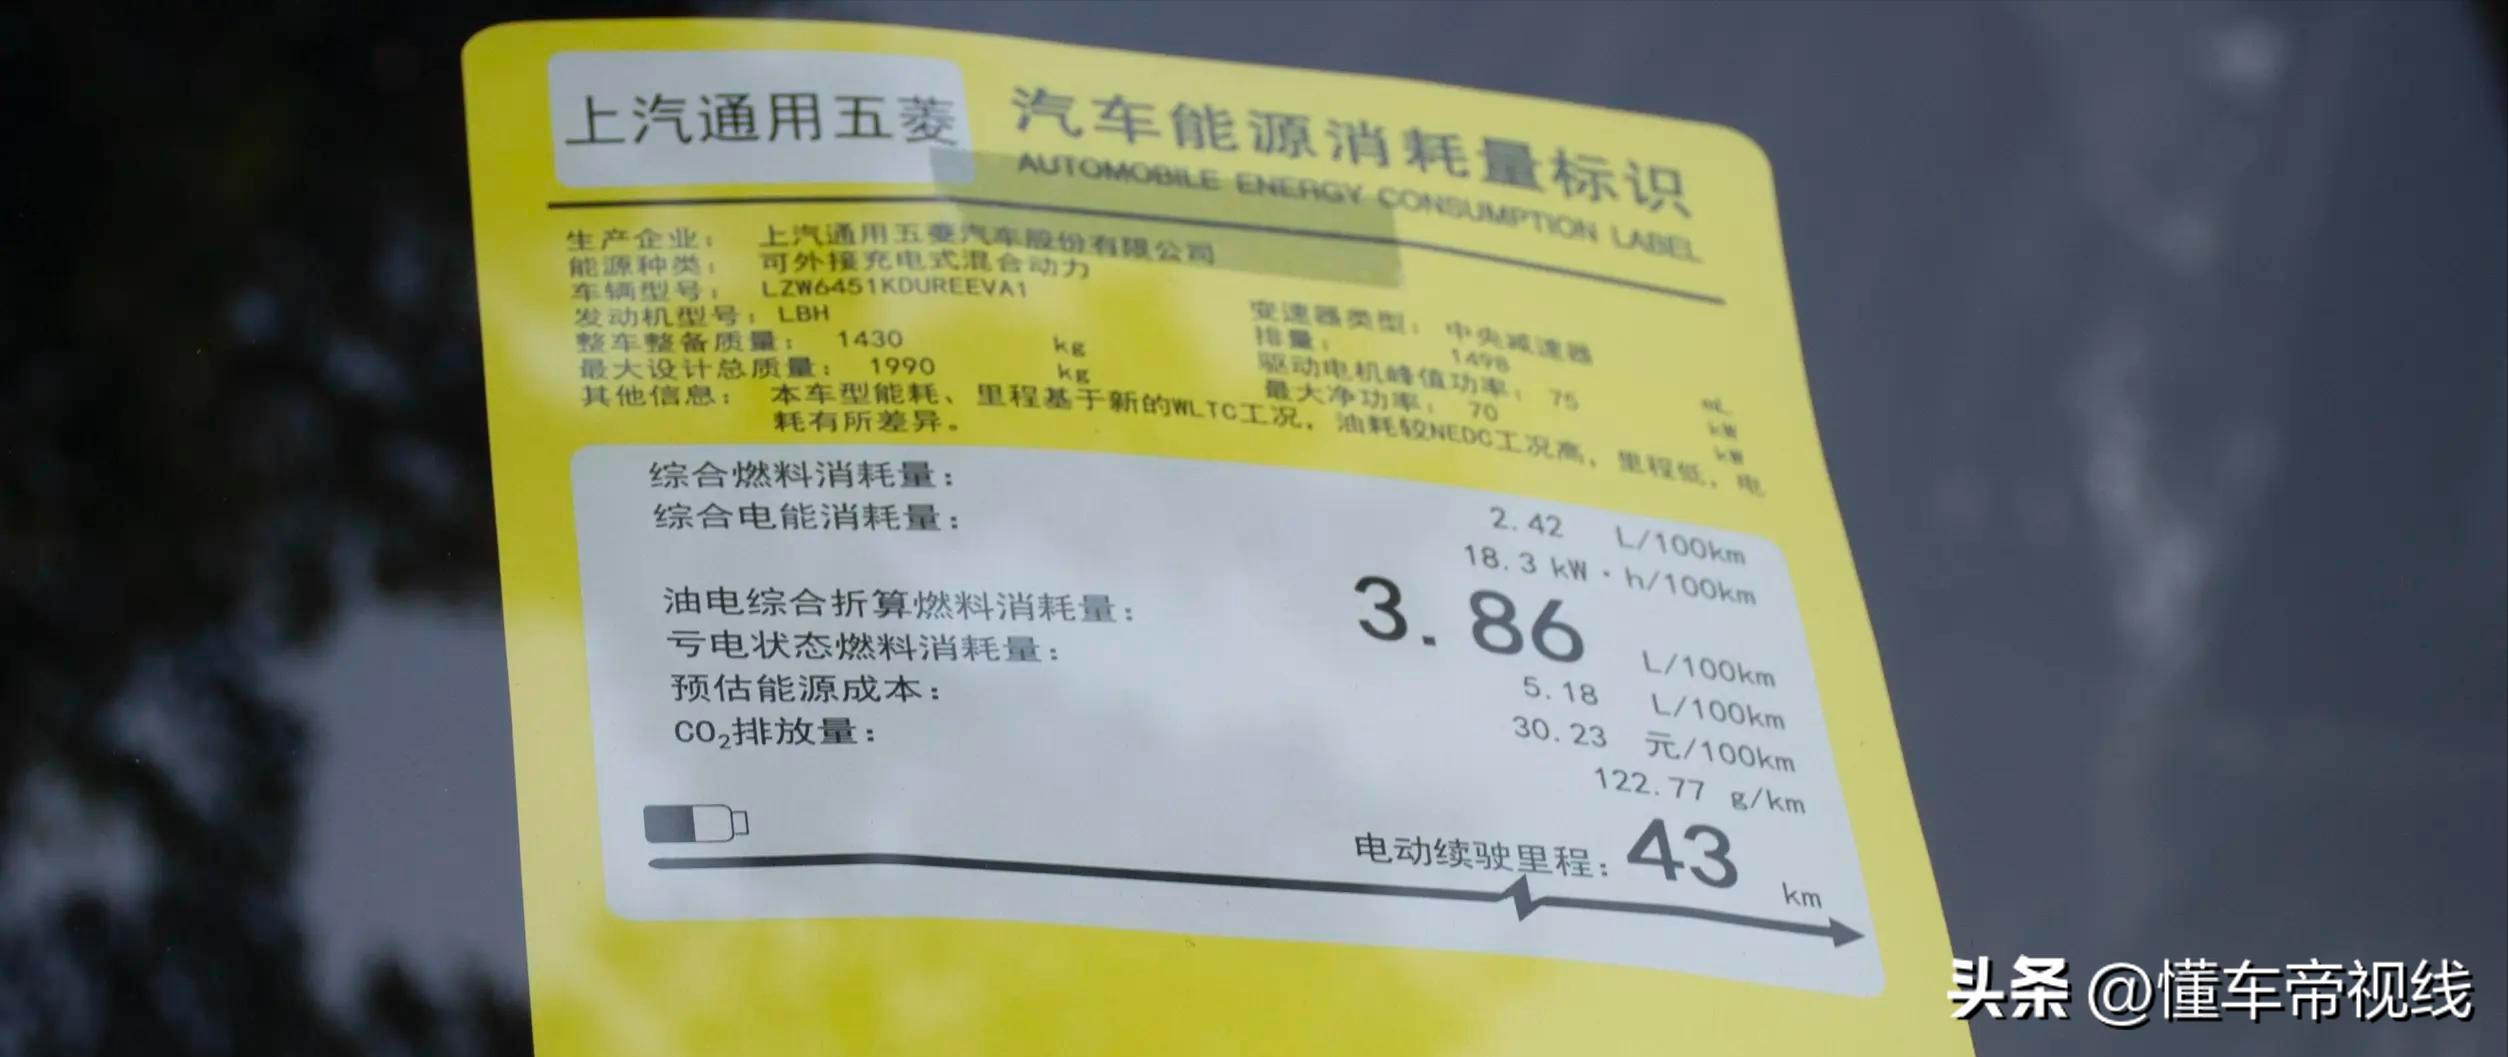 上汽通用五菱
汽车能源消耗量标识
AUTOMOBILE ENERGY CONSUMPTION LABEL
生产企业： 上汽通用五菱汽车股份有限公司
能源种类： 可外接充电式混合动力
车辆型号： LZW6451KDUREEVA1
发动机型号： LBH
变速器类型： 中央减速器
整车整备质量： 1430 kg
排量： 1498 mL
最大设计总质量： 1990 kg
驱动电机峰值功率： 75 kW
最大净功率： 70 kW
其他信息： 本车型能耗、里程基于新的WLTC工况，油耗较NEDC工况高，里程低，电
耗有所差异。
综合燃料消耗量： 2.42 L/100km
综合电能消耗量： 18.3 kW·h/100km
油电综合折算燃料消耗量： 3.86 L/100km
亏电状态燃料消耗量： 5.18 L/100km
预估能源成本： 30.23 元/100km
CO₂排放量： 122.77 g/km
电动续驶里程： 43 km
头条 @懂车帝视线